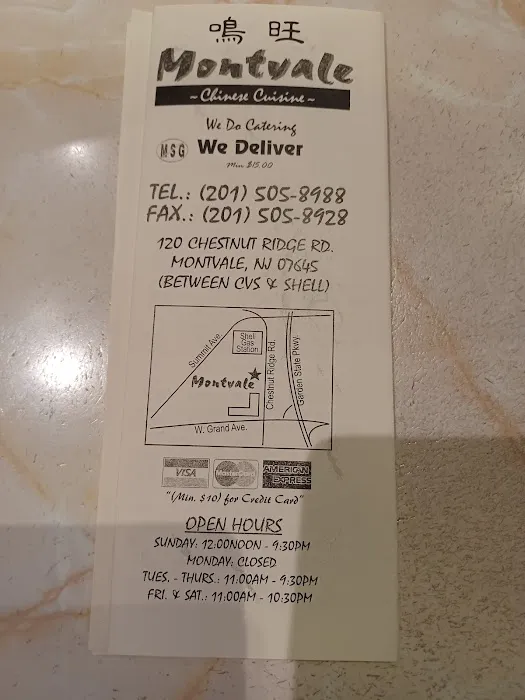 鳴 旺
Montvale
~Chinese Cuisine~
We Do Catering
MSG We Deliver
Min $15.00
TEL.: (201) 505-8988
FAX.: (201) 505-8928
120 CHESTNUT RIDGE RD.
MONTVALE, NJ 07645
(BETWEEN CVS & SHELL)
Summit Ave.
Shell
Gas
Station
Montvale
Chestnut Ridge Rd.
Garden State Pkwy.
W. Grand Ave.
VISA MasterCard AMERICAN EXPRESS
"(Min. $10) for Credit Card"
OPEN HOURS
SUNDAY: 12:00NOON - 9:30PM
MONDAY: CLOSED
TUES. - THURS.: 11:00AM - 9:30PM
FRI. & SAT.: 11:00AM - 10:30PM